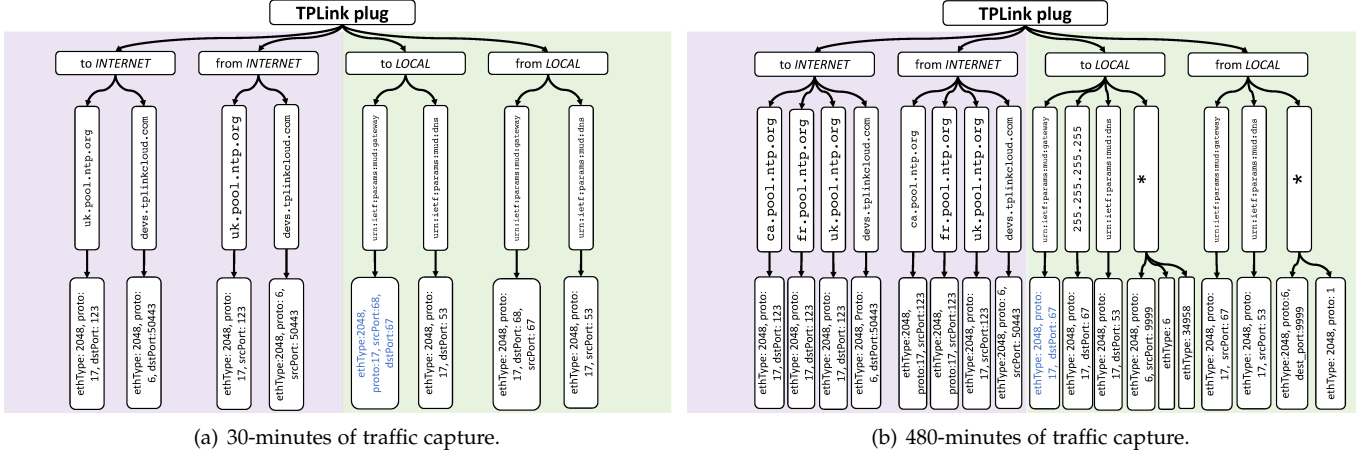 TPLink plug
to INTERNET
from INTERNET
to LOCAL
from LOCAL
uk.pool.ntp.org
devs.tplinkcloud.com
uk.pool.ntp.org
devs.tplinkcloud.com
urn:ietf:params:mud:gateway
urn:ietf:params:mud:dns
urn:ietf:params:mud:gateway
urn:ietf:params:mud:dns
ethType: 2048, proto:
17, dstPort: 123
ethType: 2048, proto:
6, dstPort:50443
ethType: 2048, proto:
17, srcPort: 123
ethType:2048, proto: 6,
srcPort: 50443
ethType:2048,
proto:17, srcPort:68,
dstPort:67
ethType: 2048, proto:
17, dstPort: 53
ethType: 2048, proto:
17, dstPort: 68,
srcPort: 67
ethType: 2048, proto:
17, srcPort: 53
(a) 30-minutes of traffic capture.
TPLink plug
to INTERNET
from INTERNET
to LOCAL
from LOCAL
ca.pool.ntp.org
fr.pool.ntp.org
uk.pool.ntp.org
devs.tplinkcloud.com
ca.pool.ntp.org
fr.pool.ntp.org
uk.pool.ntp.org
devs.tplinkcloud.com
urn:ietf:params:mud:gateway
255.255.255.255
urn:ietf:params:mud:dns
*
urn:ietf:params:mud:gateway
urn:ietf:params:mud:dns
*
ethType: 2048, proto:
17, dstPort: 123
ethType: 2048, proto:
17, dstPort: 123
ethType: 2048, proto:
17, dstPort: 123
ethType: 2048, proto:
6, dstPort:50443
ethType:2048,
proto:17, srcPort:123
ethType:2048,
proto:17, srcPort:123
ethType:2048, proto:
17, srcPort:123
ethType:2048, proto: 6,
srcPort: 50443
ethType: 2048, proto:
17, dstPort: 67
ethType: 2048, proto:
17, dstPort: 67
ethType: 2048, proto:
17, dstPort: 53
ethType: 2048, proto:
6, srcPort: 9999
ethType: 6
ethType: 34958
ethType: 2048, proto:
17, srcPort: 67
ethType: 2048, proto:
17, srcPort: 53
ethType: 2048, proto:6,
dest_port:9999
ethType: 2048, proto: 1
(b) 480-minutes of traffic capture.